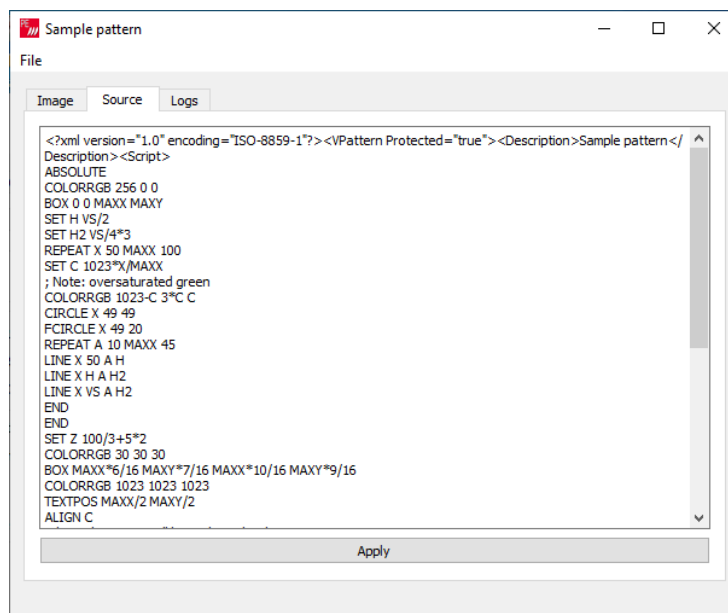 Sample pattern
File
Image Source Logs
<?xml version="1.0" encoding="ISO-8859-1"?><VPattern Protected="true"><Description>Sample pattern</
Description><Script>
ABSOLUTE
COLORRGB 256 0 0
BOX 0 0 MAXX MAXY
SET H VS/2
SET H2 VS/4*3
REPEAT X 50 MAXX 100
SET C 1023*X/MAXX
; Note: oversaturated green
COLORRGB 1023-C 3*C C
CIRCLE X 49 49
FCIRCLE X 49 20
REPEAT A 10 MAXX 45
LINE X 50 A H
LINE X H A H2
LINE X VS A H2
END
END
SET Z 100/3+5*2
COLORRGB 30 30 30
BOX MAXX*6/16 MAXY*7/16 MAXX*10/16 MAXY*9/16
COLORRGB 1023 1023 1023
TEXTPOS MAXX/2 MAXY/2
ALIGN C
Apply